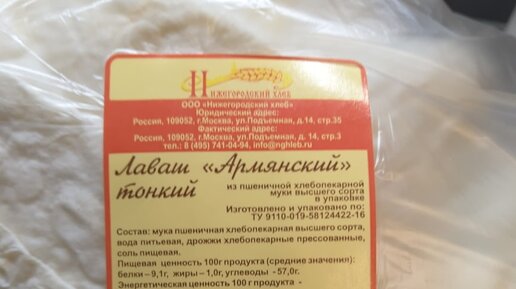 Нижегородский хлеб
ООО «Нижегородский хлеб»
Юридический адрес:
Россия, 109052, г.Москва, ул.Подъемная, д.14, стр.35
Фактический адрес:
Россия, 109052, г.Москва, ул.Подъемная, д. 14, стр.3
тел.: 8 (495) 741-04-94, info@nghleb.ru
Лаваш «Армянский»
тонкий
из пшеничной хлебопекарной
муки высшего сорта
в упаковке
Изготовлено и упаковано по:
ТУ 9110-019-58124422-16
Состав: мука пшеничная хлебопекарная высшего сорта,
вода питьевая, дрожжи хлебопекарные прессованные,
соль пищевая.
Пищевая ценность 100г продукта (средние значения):
белки – 9,1г, жиры – 1,0г, углеводы - 57,0г.
Энергетическая ценность 100 г продукта -